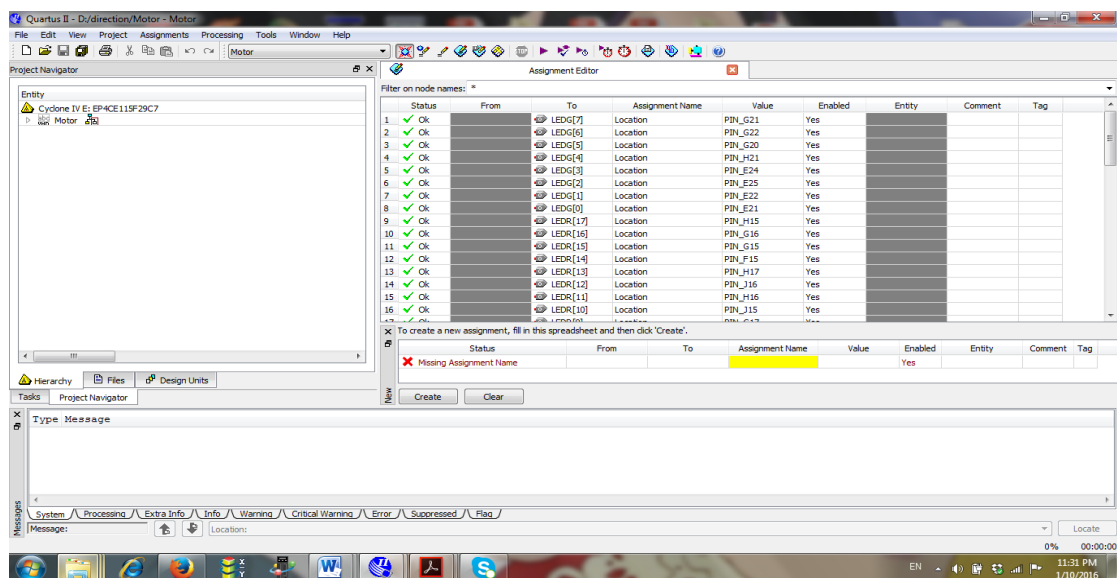 Quartus II - D:/direction/Motor - Motor
File Edit View Project Assignments Processing Tools Window Help
Motor
Project Navigator
Assignment Editor
Filter on node names: *
Entity
Cyclone IV E: EP4CE115F29C7
Motor
Status From To Assignment Name Value Enabled Entity Comment Tag
1 Ok LEDG[7] Location PIN_G21 Yes
2 Ok LEDG[6] Location PIN_G22 Yes
3 Ok LEDG[5] Location PIN_G20 Yes
4 Ok LEDG[4] Location PIN_H21 Yes
5 Ok LEDG[3] Location PIN_E24 Yes
6 Ok LEDG[2] Location PIN_E25 Yes
7 Ok LEDG[1] Location PIN_E22 Yes
8 Ok LEDG[0] Location PIN_E21 Yes
9 Ok LEDR[17] Location PIN_H15 Yes
10 Ok LEDR[16] Location PIN_G16 Yes
11 Ok LEDR[15] Location PIN_G15 Yes
12 Ok LEDR[14] Location PIN_F15 Yes
13 Ok LEDR[13] Location PIN_H17 Yes
14 Ok LEDR[12] Location PIN_J16 Yes
15 Ok LEDR[11] Location PIN_H16 Yes
16 Ok LEDR[10] Location PIN_J15 Yes
To create a new assignment, fill in this spreadsheet and then click 'Create'.
Status From To Assignment Name Value Enabled Entity Comment Tag
Missing Assignment Name Yes
New
Create Clear
Hierarchy Files Design Units
Tasks Project Navigator
Type Message
System Processing Extra Info Info Warning Critical Warning Error Suppressed Flag
Messages
Message: Location: Locate
0% 00:00:00
EN 11:31 PM
1/10/2016